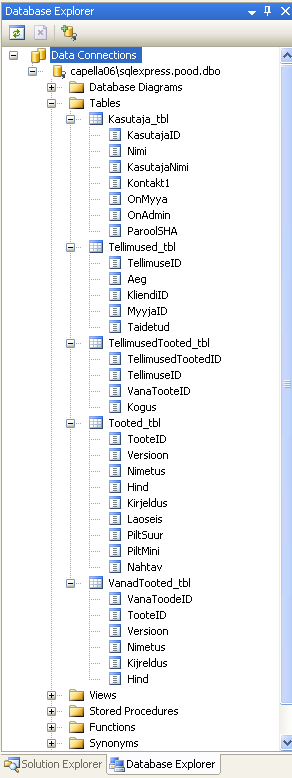 Database Explorer
Data Connections
capella06\sqlexpress.pood.dbo
Database Diagrams
Tables
Kasutaja_tbl
KasutajaID
Nimi
KasutajaNimi
Kontakt1
OnMyya
OnAdmin
ParoolSHA
Tellimused_tbl
TellimuseID
Aeg
KliendiID
MyyjaID
Taidetud
TellimusedTooted_tbl
TellimusedTootedID
TellimuseID
VanaTooteID
Kogus
Tooted_tbl
TooteID
Versioon
Nimetus
Hind
Kirjeldus
Laoseis
PiltSuur
PiltMini
Nahtav
VanadTooted_tbl
VanaToodeID
TooteID
Versioon
Nimetus
Kijreldus
Hind
Views
Stored Procedures
Functions
Synonyms
Solution Explorer Database Explorer